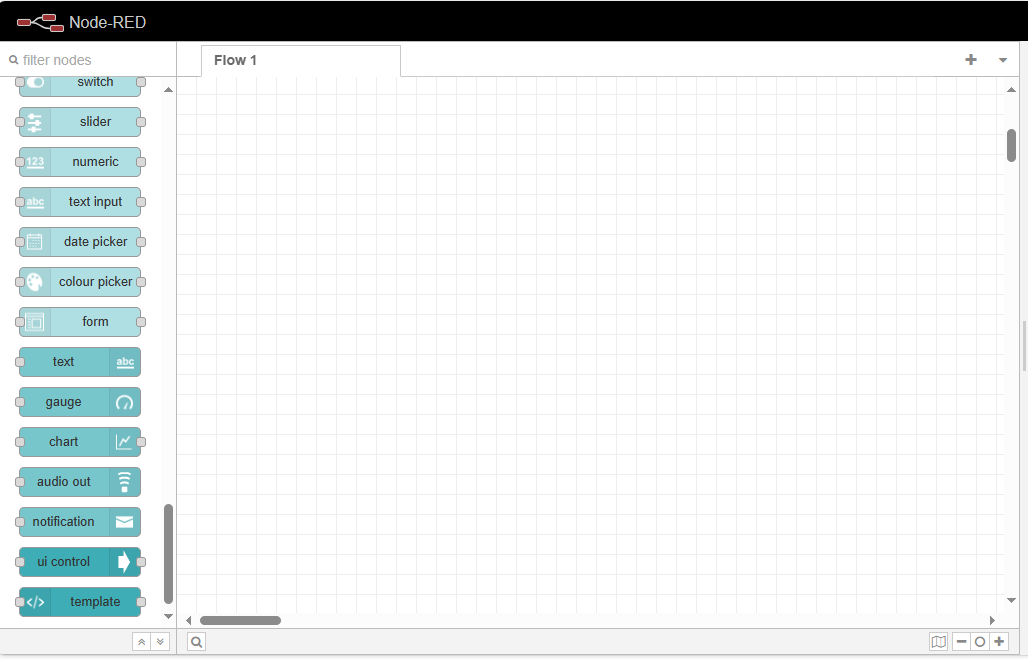 Node-RED
filter nodes
Flow 1
switch
slider
123 numeric
abc text input
date picker
colour picker
form
text abc
gauge
chart
audio out
notification
ui control
</> template